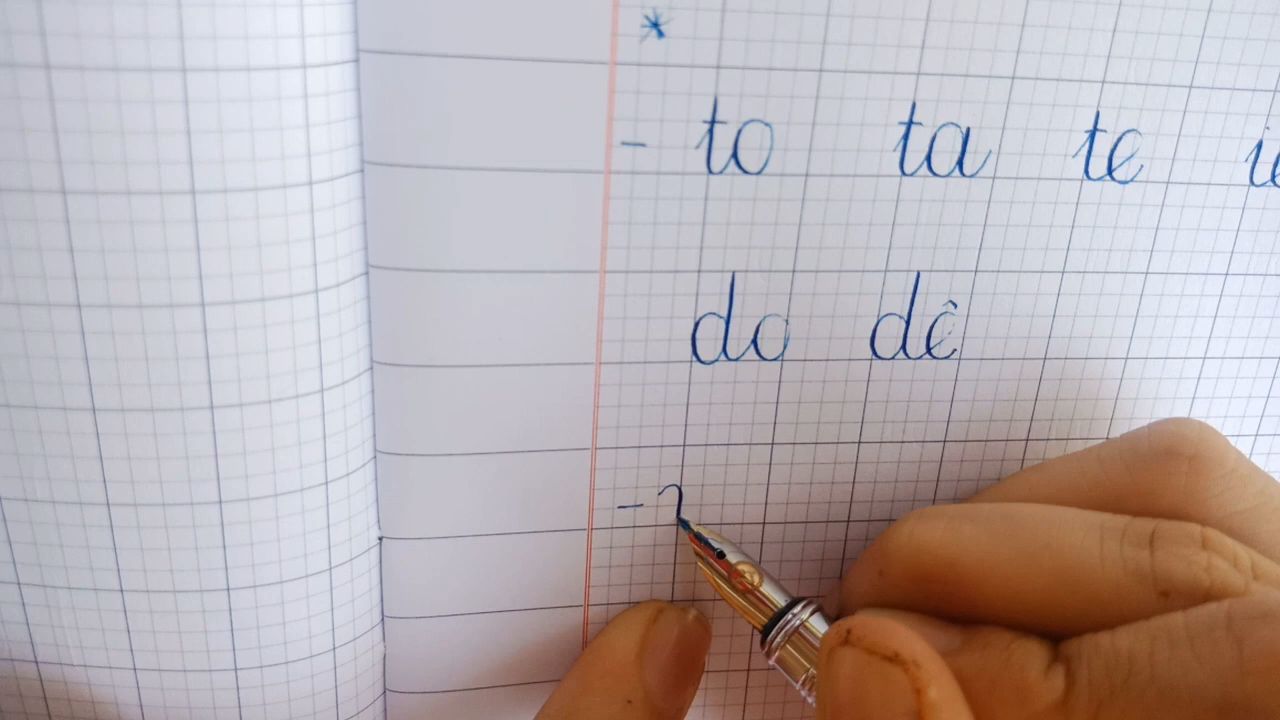 *
- to ta te
do dê
-